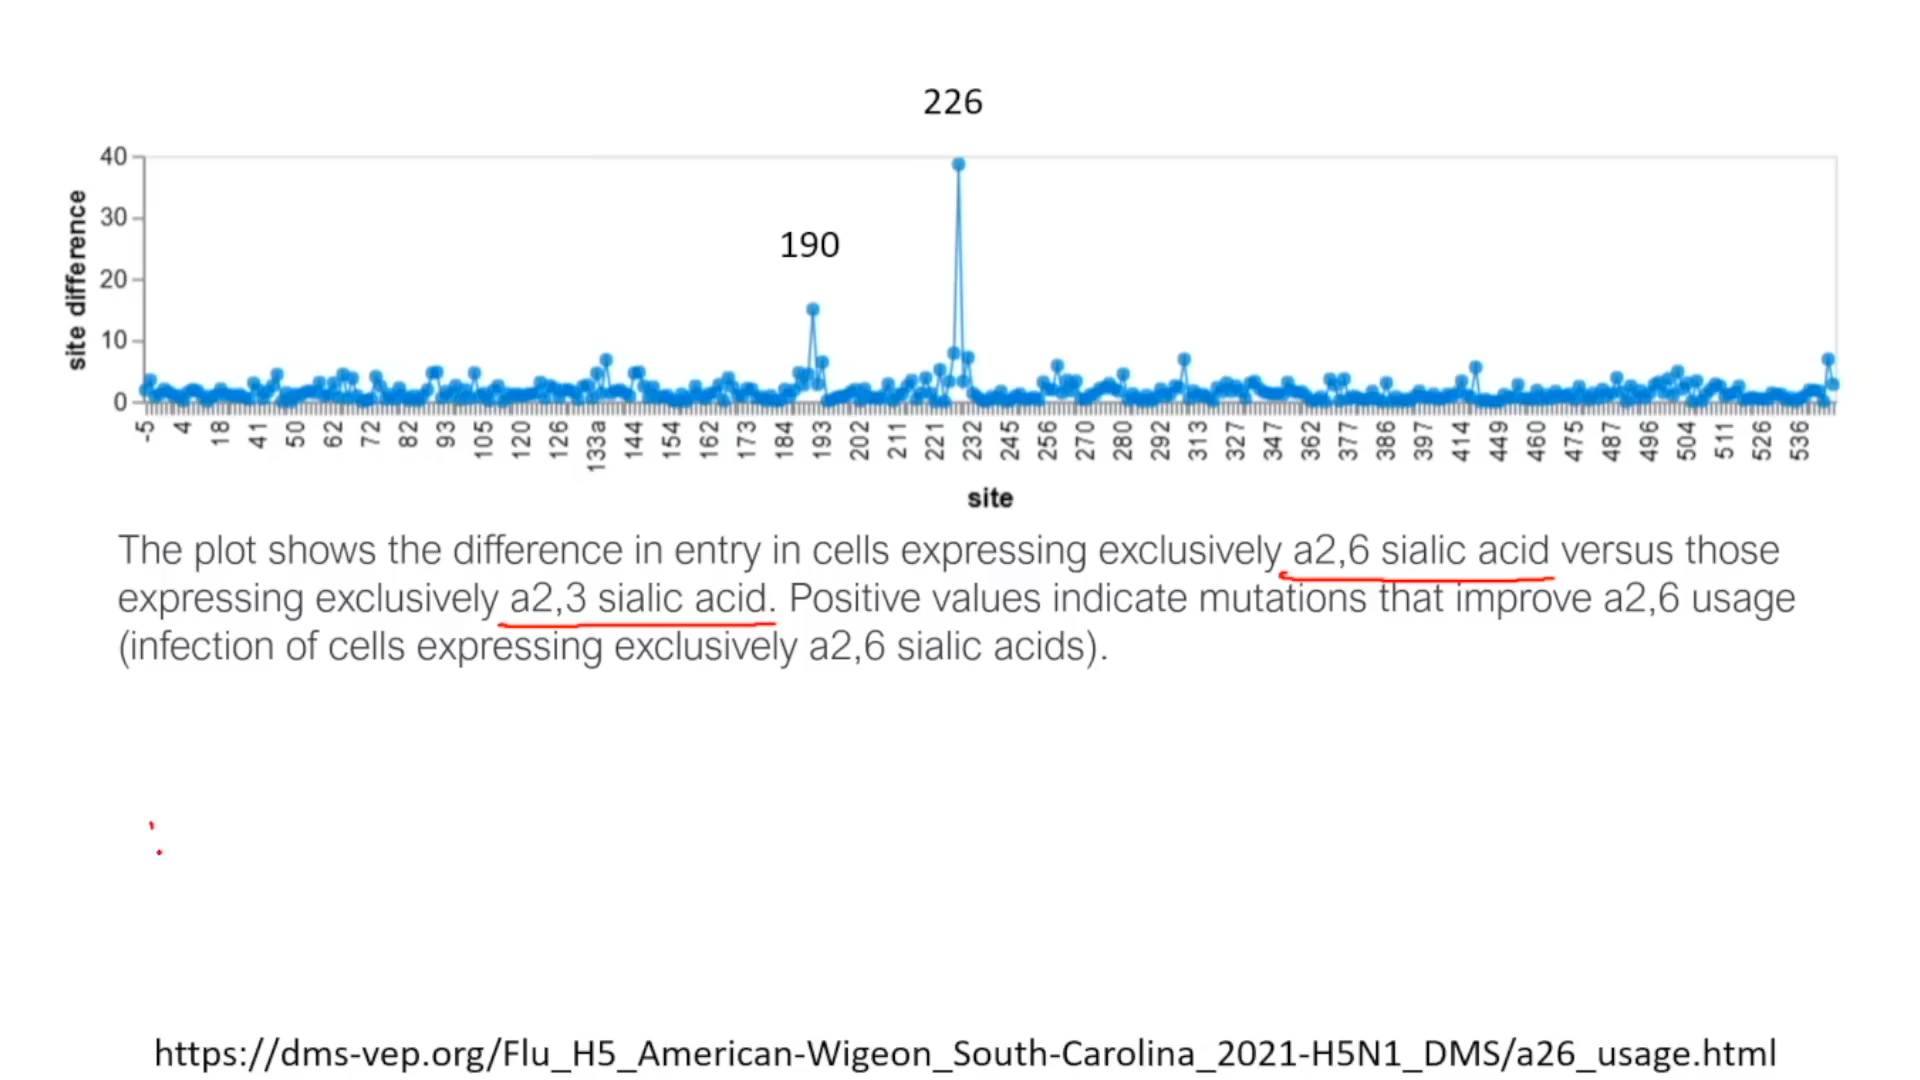 226
40
30
190
20
10
0
site difference
-5 4 18 41 50 62 72 82 93 105 120 126 133a 144 154 162 173 184 193 202 211 221 232 245 256 270 280 292 313 327 347 362 377 386 397 414 449 460 475 487 496 504 511 526 536
site
The plot shows the difference in entry in cells expressing exclusively a2,6 sialic acid versus those
expressing exclusively a2,3 sialic acid. Positive values indicate mutations that improve a2,6 usage
(infection of cells expressing exclusively a2,6 sialic acids).
https://dms-vep.org/Flu_H5_American-Wigeon_South-Carolina_2021-H5N1_DMS/a26_usage.html